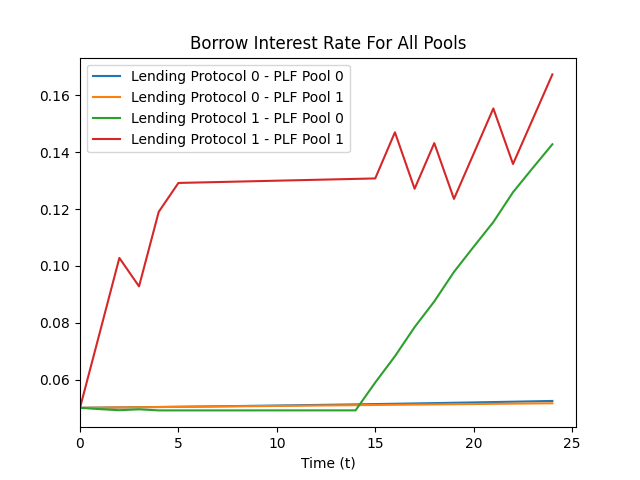 Borrow Interest Rate For All Pools
Lending Protocol 0 - PLF Pool 0
Lending Protocol 0 - PLF Pool 1
Lending Protocol 1 - PLF Pool 0
Lending Protocol 1 - PLF Pool 1
0.16
0.14
0.12
0.10
0.08
0.06
0 5 10 15 20 25
Time (t)